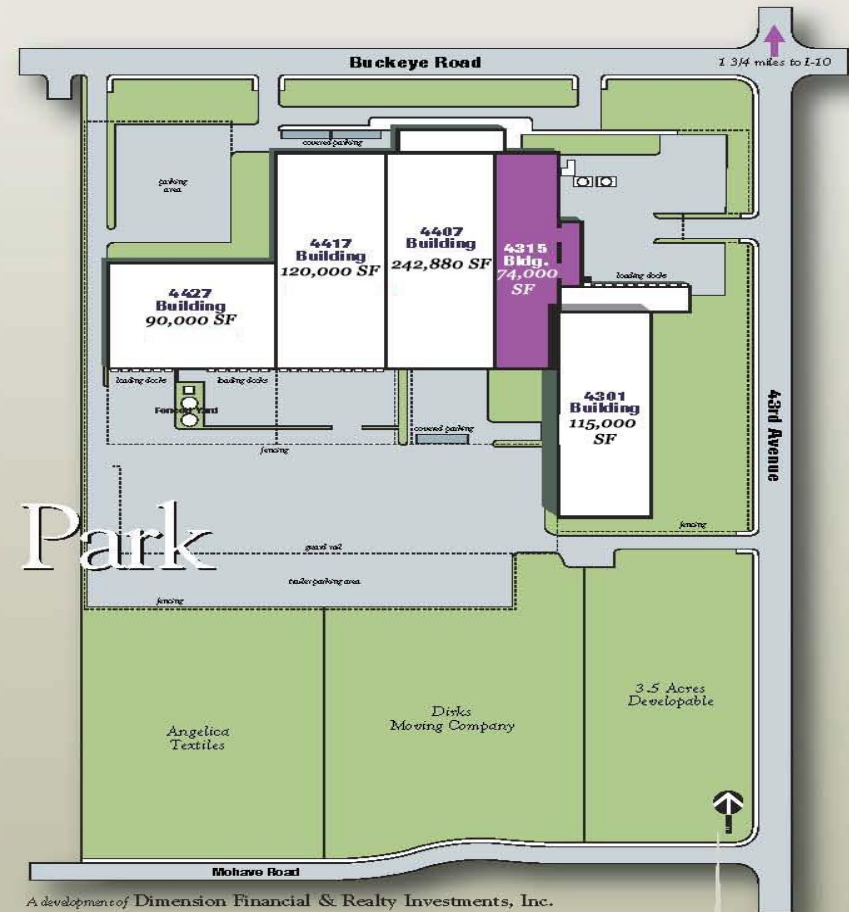 Buckeye Road
1 3/4 miles to I-10
covered parking
parking
area
4417
Building
120,000 SF
4407
Building
242,880 SF
4315
Bldg.
74,000
SF
loading docks
4427
Building
90,000 SF
loading docks
loading docks
Fenced Yard
covered parking
fencing
4301
Building
115,000
SF
43rd Avenue
fencing
Park
guard rail
trailer parking area
fencing
Angelica
Textiles
Dirks
Moving Company
3.5 Acres
Developable
Mohave Road
A development of Dimension Financial & Realty Investments, Inc.